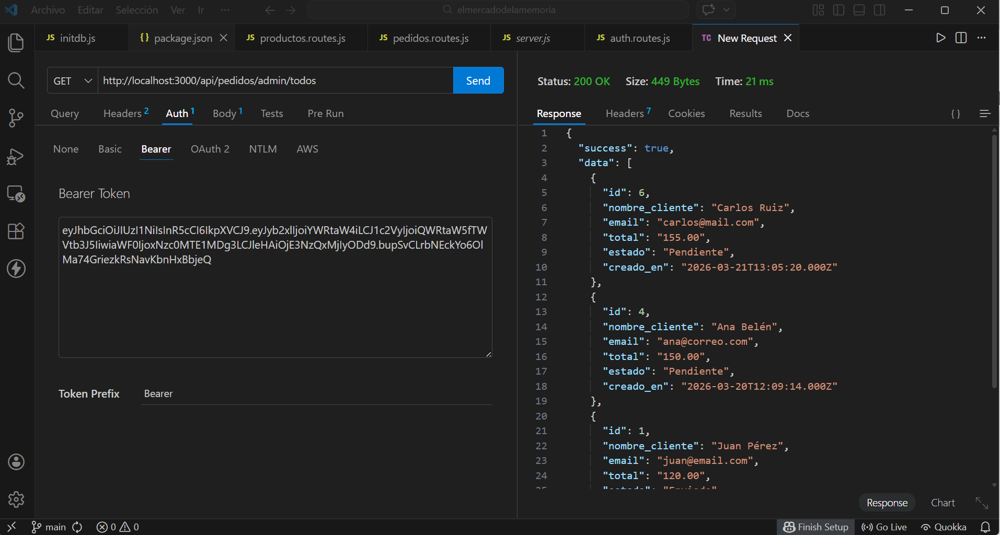 Archivo Editar Selección Ver Ir ··· elmercadodelamemoria
JS initdb.js {} package.json JS productos.routes.js JS pedidos.routes.js JS server.js JS auth.routes.js TC New Request
GET http://localhost:3000/api/pedidos/admin/todos Send
Query Headers 2 Auth 1 Body 1 Tests Pre Run
None Basic Bearer OAuth 2 NTLM AWS
Bearer Token
eyJhbGciOiJIUzI1NiIsInR5cCI6IkpXVCJ9.eyJyb2xlIjoiYWRtaW4iLCJ1c2VyIjoiQWRtaW5fTW
Vtb3J5IiwiaWF0IjoxNzc0MTE1MDg3LCJleHAiOjE3NzQxMjIyODd9.bupSvCLrbNEckYo6Ol
Ma74GriezkRsNavKbnHxBbjeQ
Token Prefix Bearer
Status: 200 OK Size: 449 Bytes Time: 21 ms
Response Headers 7 Cookies Results Docs {}
1 {
2 "success": true,
3 "data": [
4 {
5 "id": 6,
6 "nombre_cliente": "Carlos Ruiz",
7 "email": "carlos@mail.com",
8 "total": "155.00",
9 "estado": "Pendiente",
10 "creado_en": "2026-03-21T13:05:20.000Z"
11 },
12 {
13 "id": 4,
14 "nombre_cliente": "Ana Belén",
15 "email": "ana@correo.com",
16 "total": "150.00",
17 "estado": "Pendiente",
18 "creado_en": "2026-03-20T12:09:14.000Z"
19 },
20 {
21 "id": 1,
22 "nombre_cliente": "Juan Pérez",
23 "email": "juan@email.com",
24 "total": "120.00",
25 "estado": "Enviado"
Response Chart
main 0 0 Finish Setup Go Live Quokka